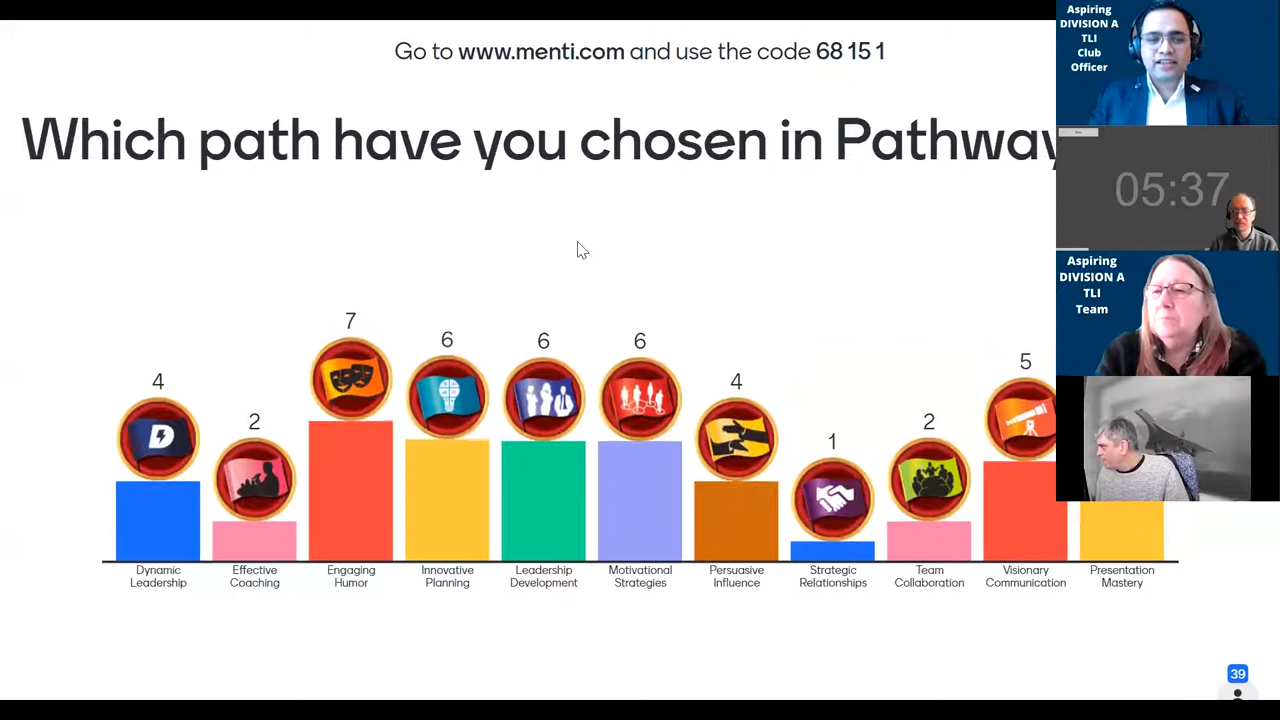 Go to www.menti.com and use the code 68 15 1
Which path have you chosen in Pathway
Aspiring
DIVISION A
TLI
Club
Officer
05:37
Aspiring
DIVISION A
TLI
Team
4
2
7
6
6
6
4
1
2
5
D
Dynamic
Leadership
Effective
Coaching
Engaging
Humor
Innovative
Planning
Leadership
Development
Motivational
Strategies
Persuasive
Influence
Strategic
Relationships
Team
Collaboration
Visionary
Communication
Presentation
Mastery
39